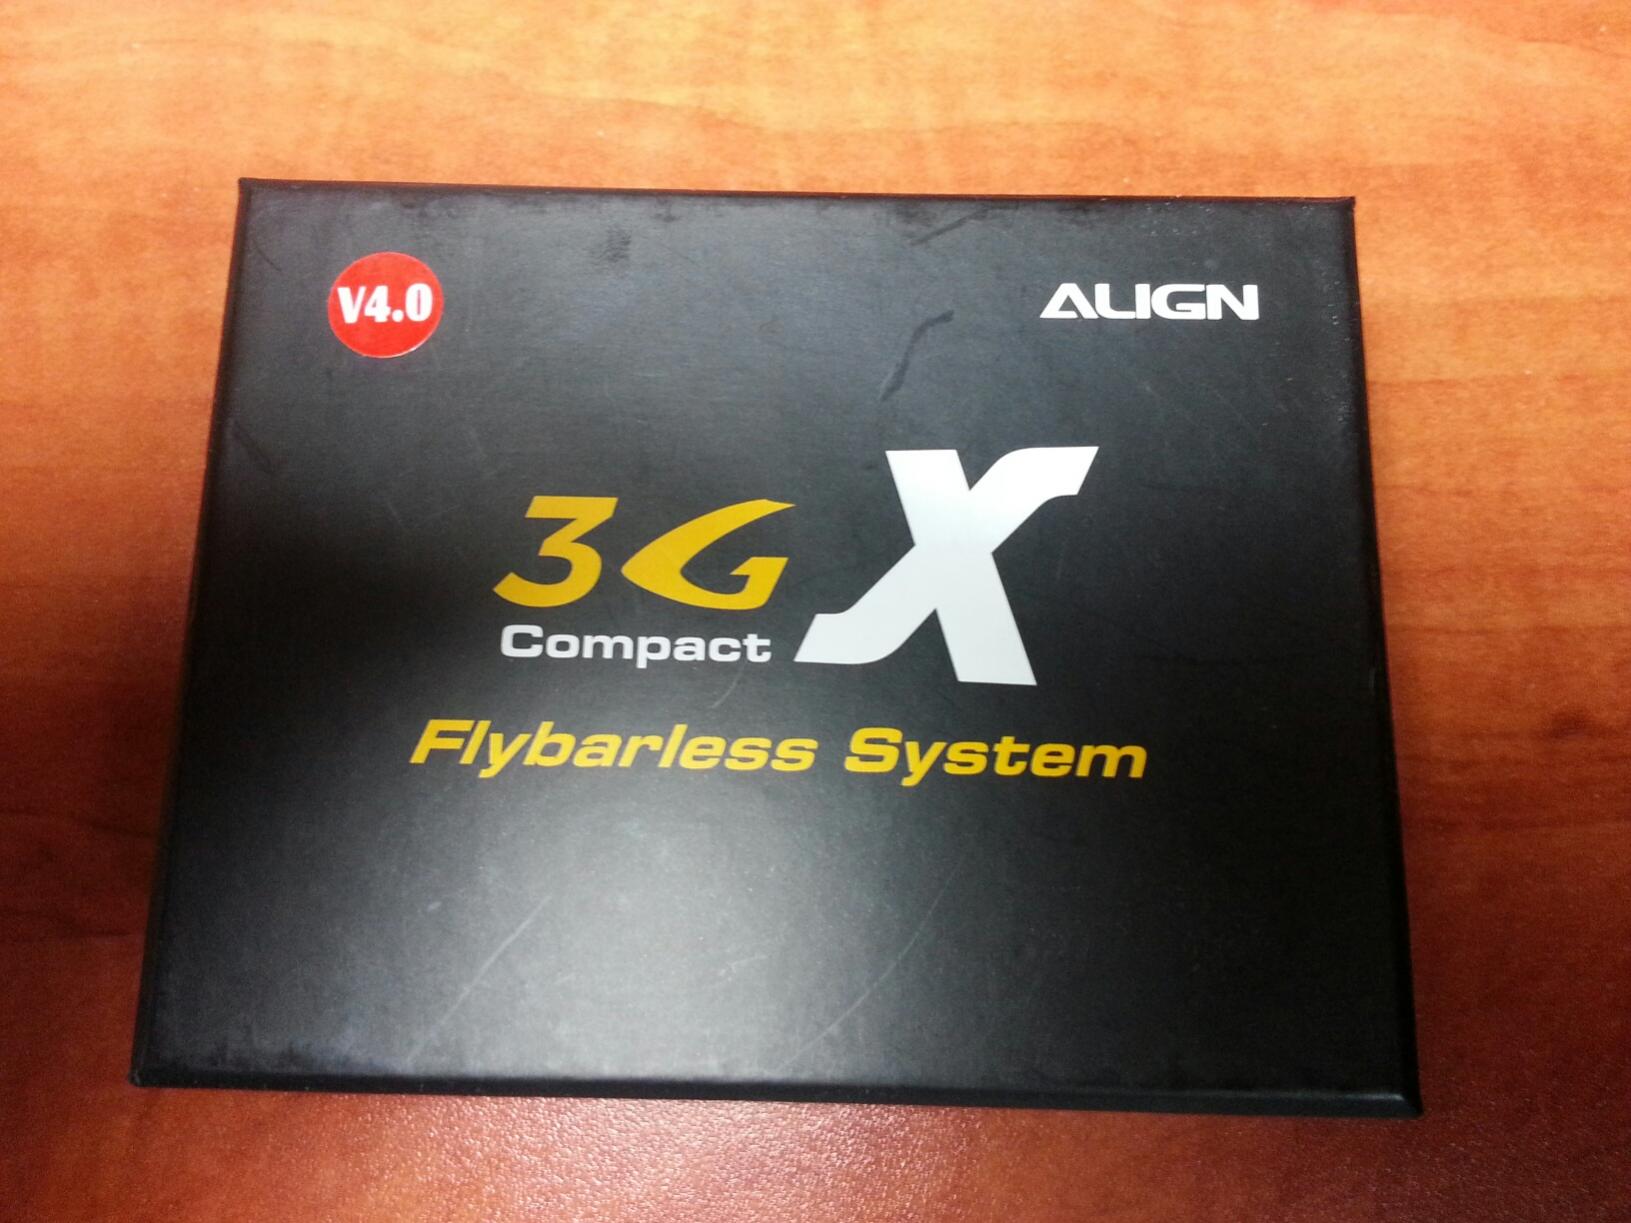 V4.0
ALIGN
3G X
Compact
Flybarless System